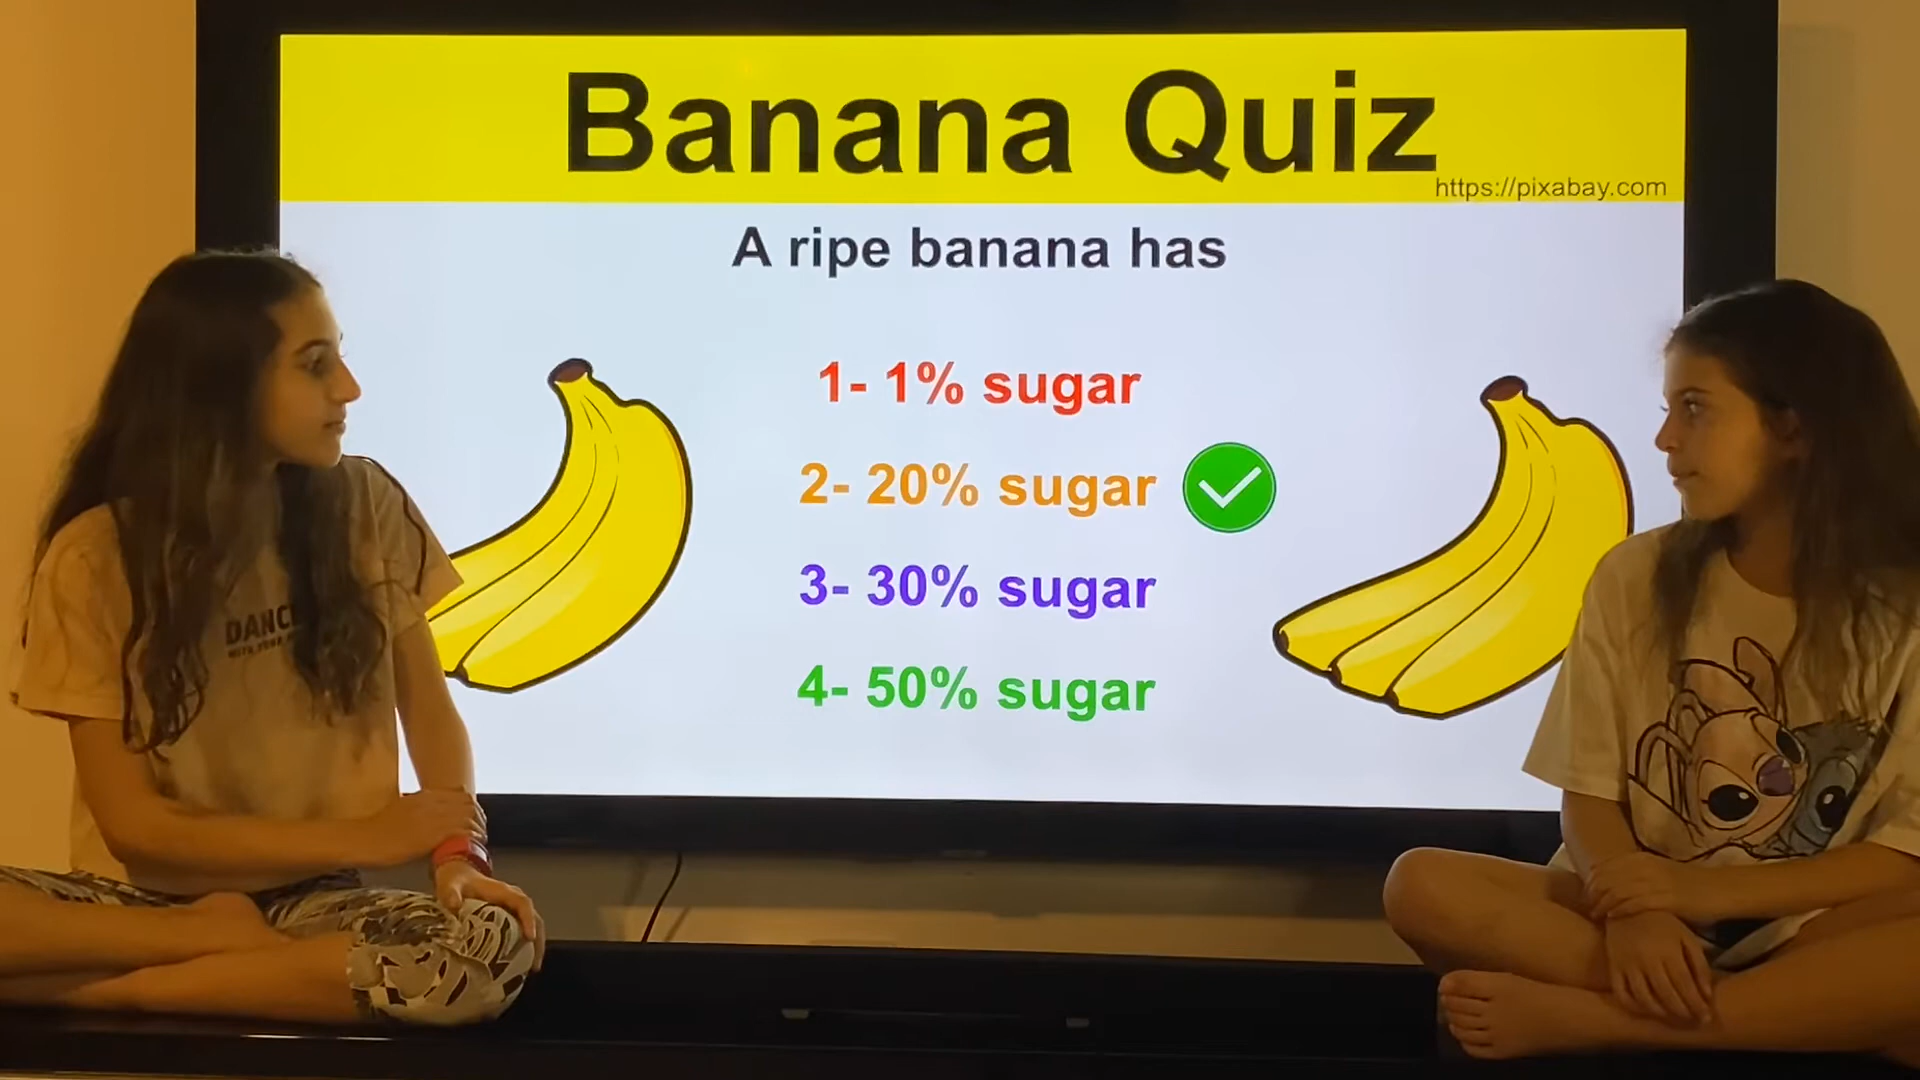 Banana Quiz
https://pixabay.com
A ripe banana has
1- 1% sugar
2- 20% sugar
3- 30% sugar
4- 50% sugar